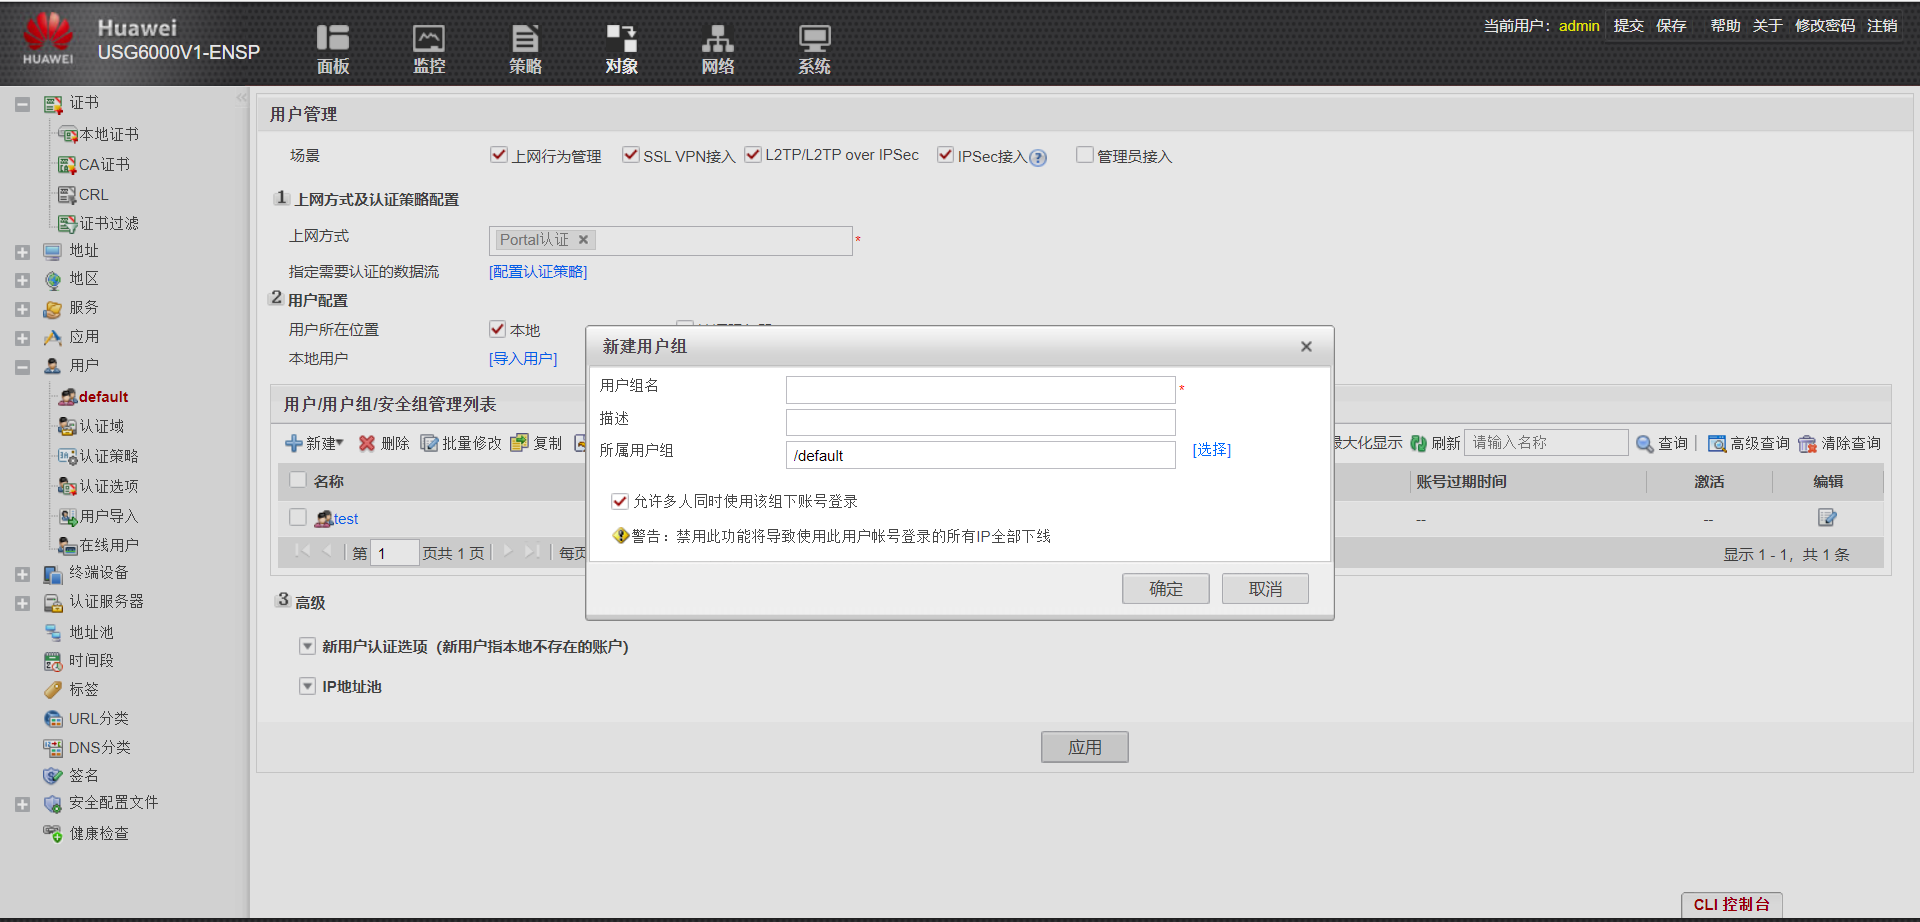 HUAWEI
Huawei
USG6000V1-ENSP
面板 监控 策略 对象 网络 系统
当前用户： admin 提交 保存 帮助 关于 修改密码 注销
证书
本地证书
CA证书
CRL
证书过滤
地址
地区
服务
应用
用户
default
认证域
认证策略
认证选项
用户导入
在线用户
终端设备
认证服务器
地址池
时间段
标签
URL分类
DNS分类
签名
安全配置文件
健康检查
用户管理
场景 上网行为管理 SSL VPN接入 L2TP/L2TP over IPSec IPSec接入 管理员接入
1 上网方式及认证策略配置
上网方式 Portal认证 *
指定需要认证的数据流 [配置认证策略]
2 用户配置
用户所在位置 本地
本地用户 [导入用户]
用户/用户组/安全组管理列表
新建 删除 批量修改 复制 最大化显示 刷新 请输入名称 查询 高级查询 清除查询
名称 账号过期时间 激活 编辑
test -- --
第 1 页共 1 页 每页 显示 1 - 1，共 1 条
新建用户组
用户组名 *
描述
所属用户组 /default [选择]
允许多人同时使用该组下账号登录
警告：禁用此功能将导致使用此用户帐号登录的所有IP全部下线
确定 取消
3 高级
新用户认证选项（新用户指本地不存在的账户）
IP地址池
应用
CLI 控制台